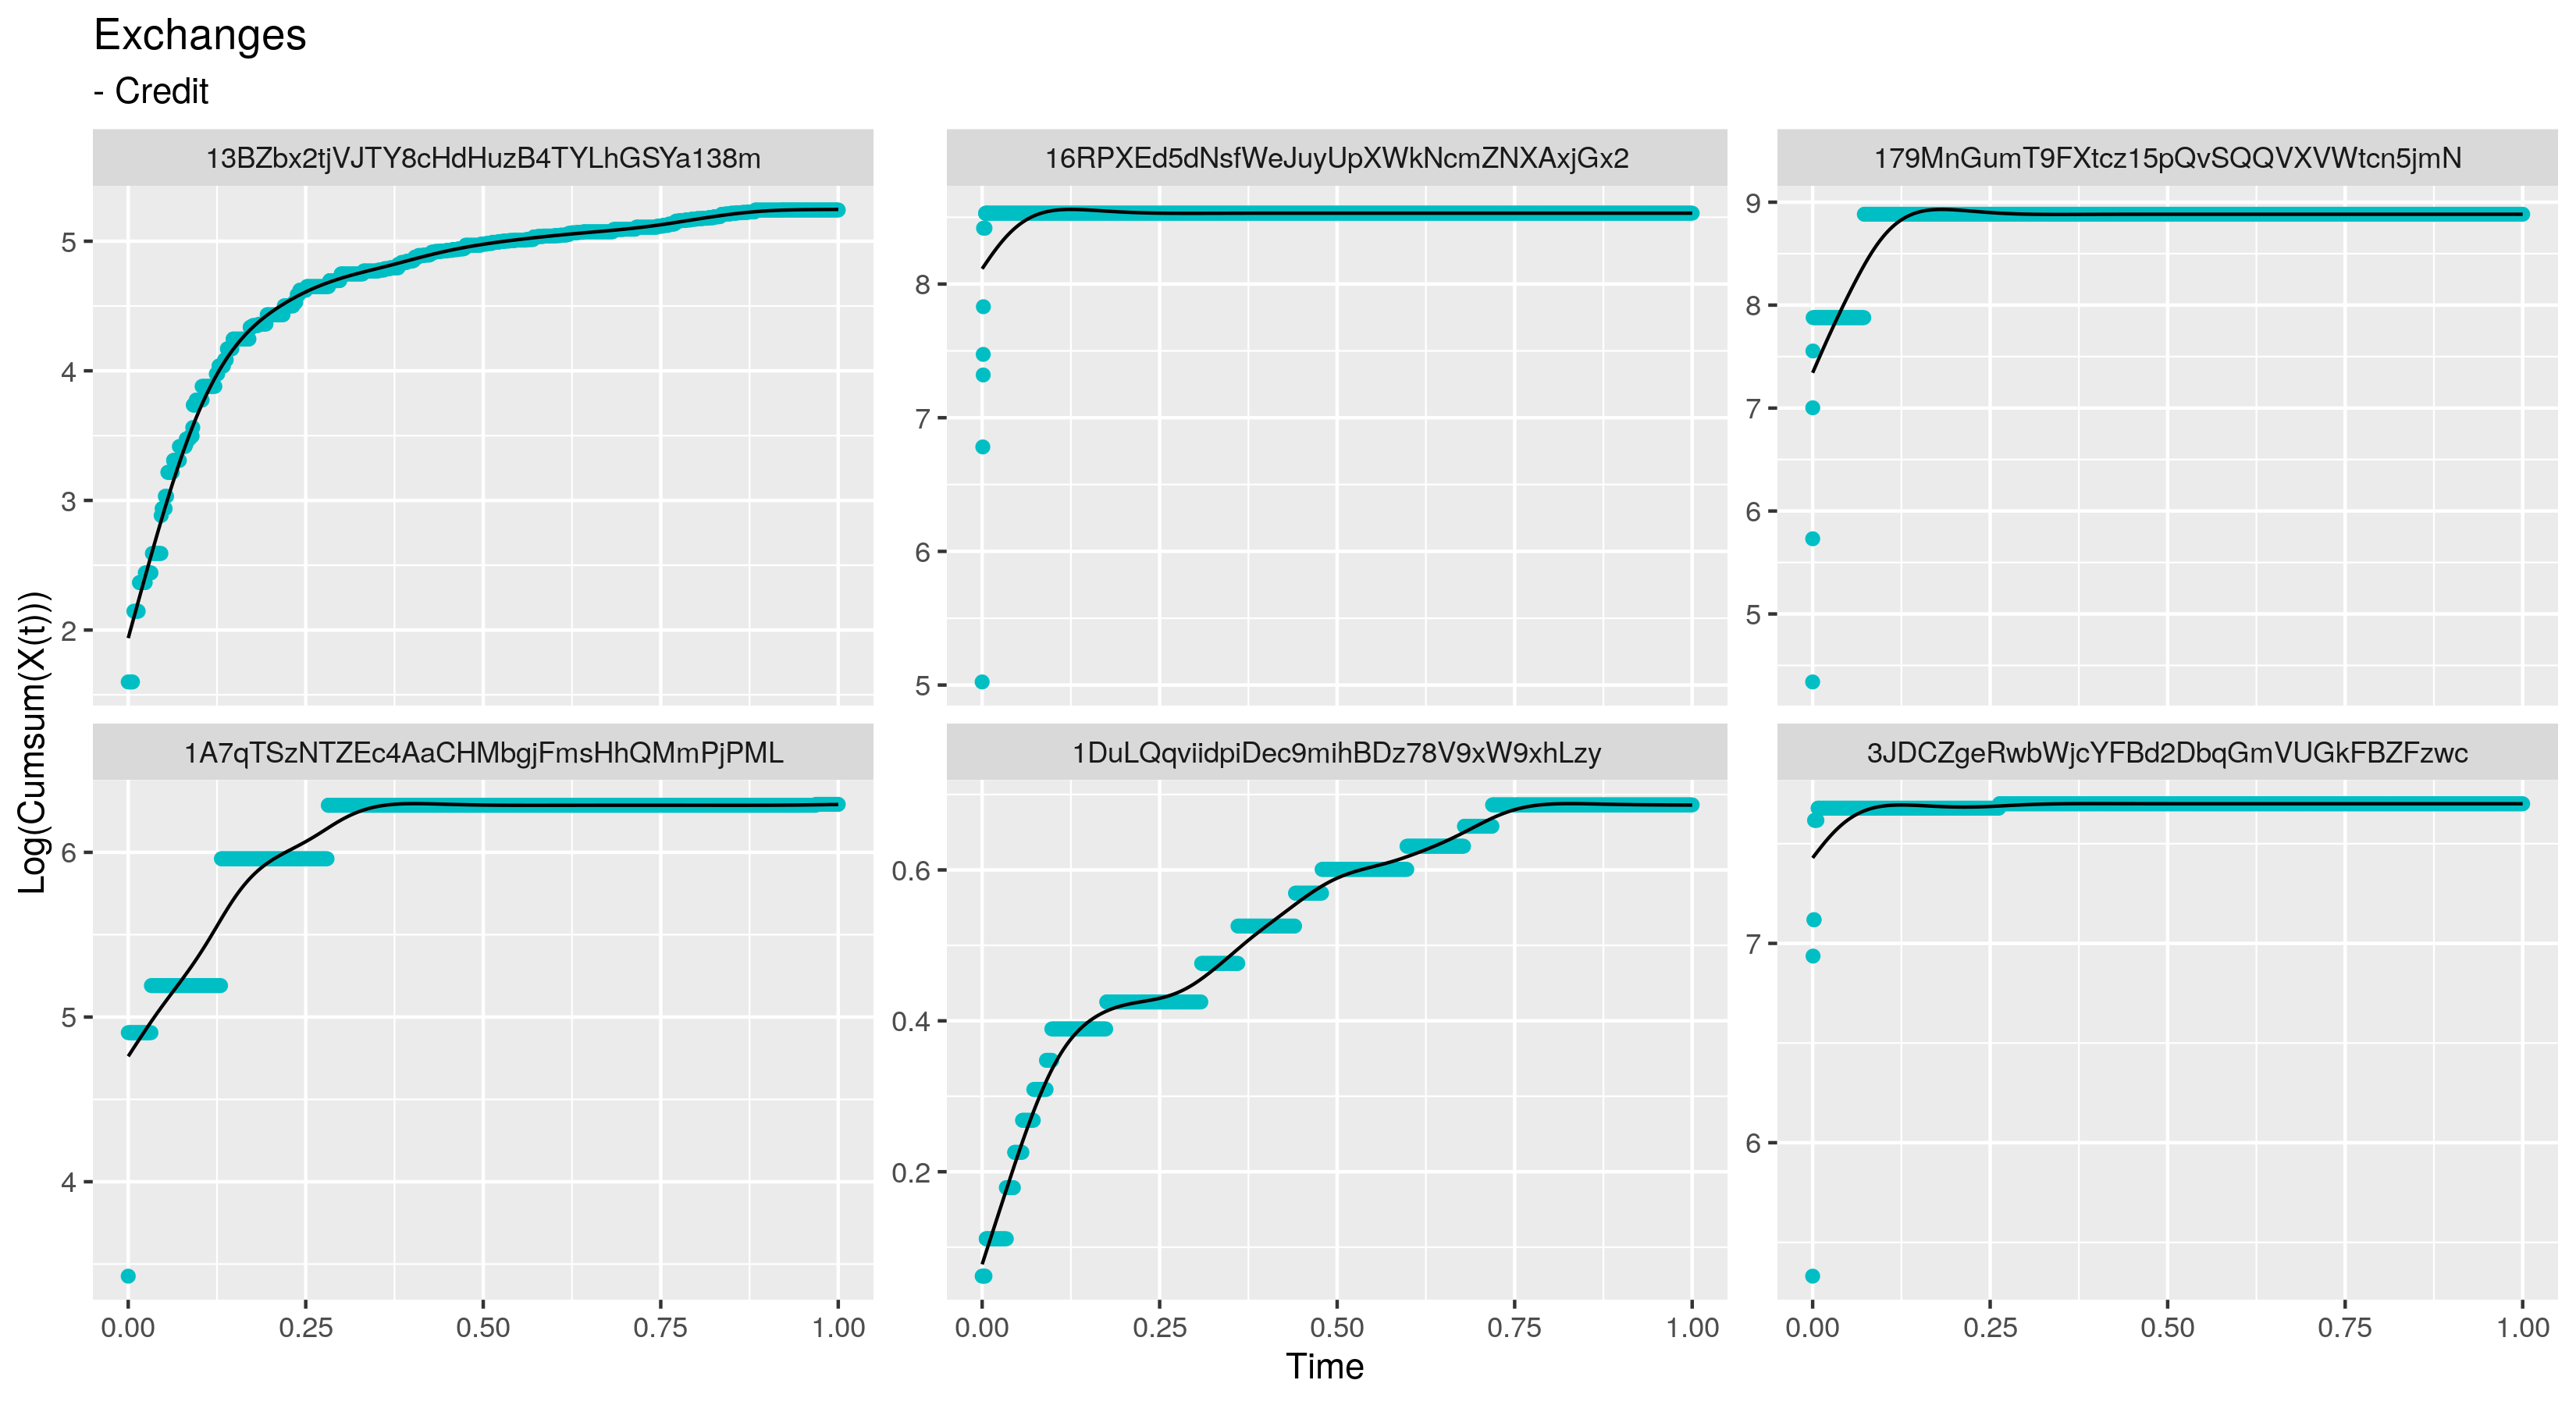 Exchanges
- Credit
13BZbx2tjVJTY8cHdHuzB4TYLhGSYa138m
16RPXEd5dNsfWeJuyUpXWkNcmZNXAxjGx2
179MnGumT9FXtcz15pQvSQQVXVWtcn5jmN
5
4
3
2
8
7
6
5
9
8
7
6
5
Log(Cumsum(X(t)))
1A7qTSzNTZEc4AaCHMbgjFmsHhQMmPjPML
1DuLQqviidpiDec9mihBDz78V9xW9xhLzy
3JDCZgeRwbWjcYFBd2DbqGmVUGkFBZFzwc
6
5
4
0.6
0.4
0.2
7
6
0.00 0.25 0.50 0.75 1.00
0.00 0.25 0.50 0.75 1.00
0.00 0.25 0.50 0.75 1.00
Time